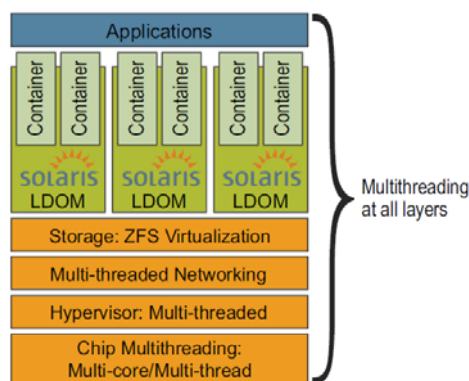 Applications
Container
Container
Container
Container
Container
Container
solaris
LDOM
solaris
LDOM
solaris
LDOM
Storage: ZFS Virtualization
Multi-threaded Networking
Hypervisor: Multi-threaded
Chip Multithreading:
Multi-core/Multi-thread
Multithreading
at all layers